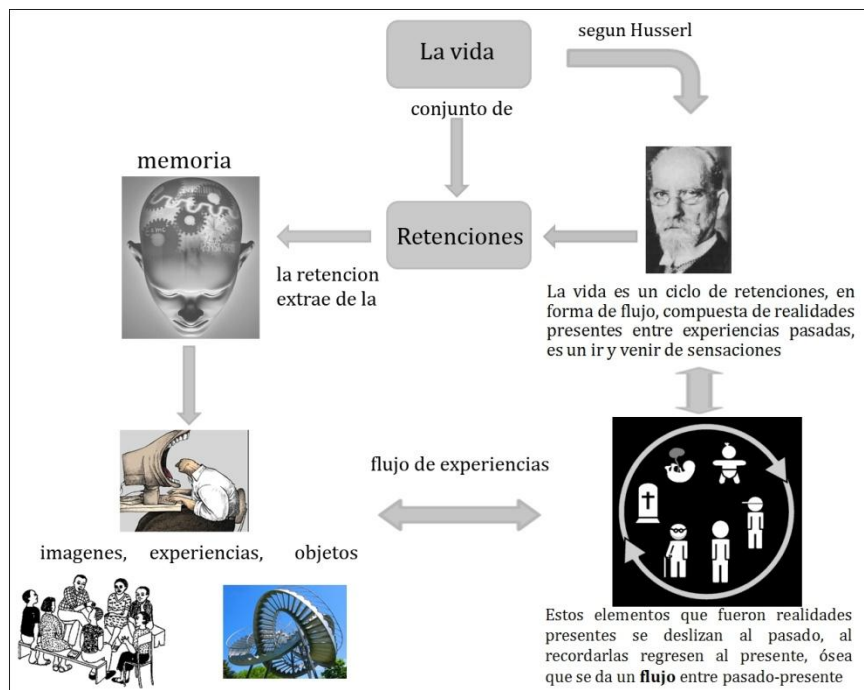 La vida
segun Husserl
conjunto de
memoria
Retenciones
la retencion
extrae de la
La vida es un ciclo de retenciones, en
forma de flujo, compuesta de realidades
presentes entre experiencias pasadas,
es un ir y venir de sensaciones
flujo de experiencias
imagenes, experiencias, objetos
Estos elementos que fueron realidades
presentes se deslizan al pasado, al
recordarlas regresen al presente, ósea
que se da un flujo entre pasado-presente